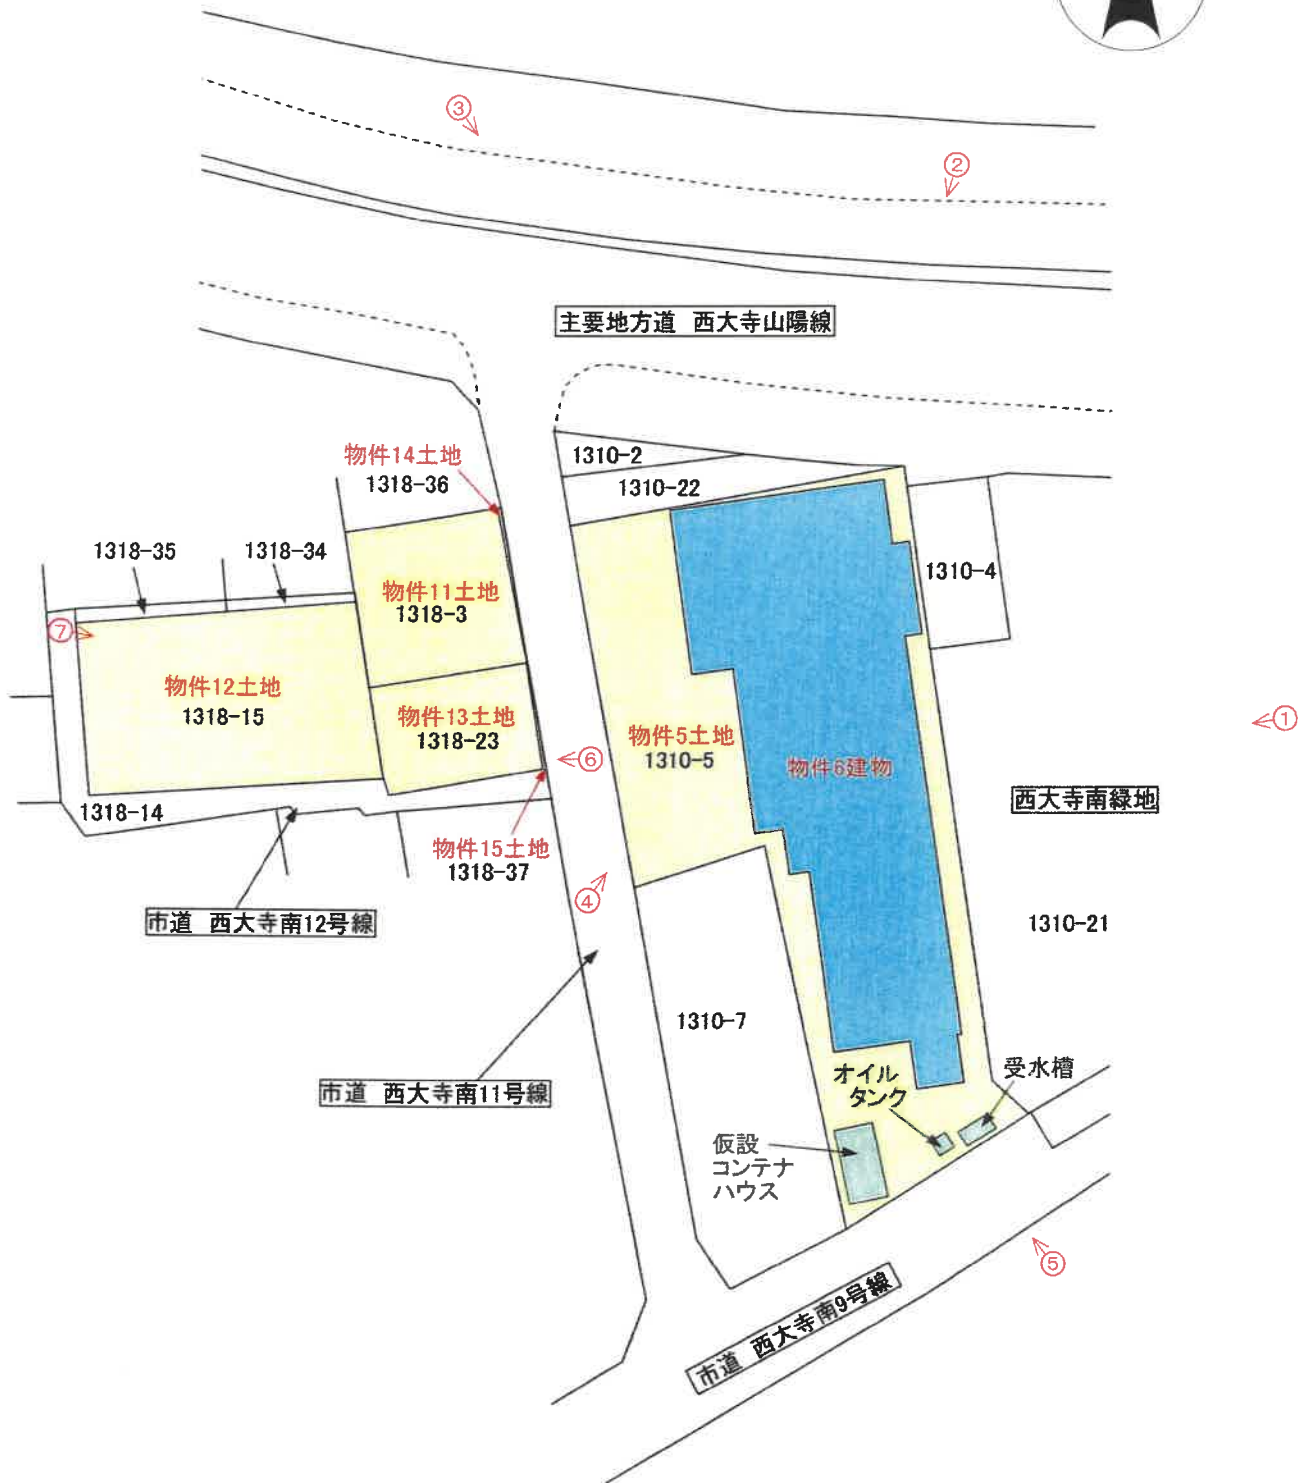 ③
②
主要地方道 西大寺山陽線
物件14土地
1318-36
1310-2
1310-22
1318-35
1318-34
物件11土地
1318-3
1310-4
⑦
物件12土地
1318-15
物件13土地
1318-23
⑥
物件5土地
1310-5
物件6建物
①
西大寺南緑地
1318-14
物件15土地
1318-37
④
市道 西大寺南12号線
1310-21
1310-7
市道 西大寺南11号線
オイル
タンク
受水槽
仮設
コンテナ
ハウス
⑤
市道 西大寺南9号線